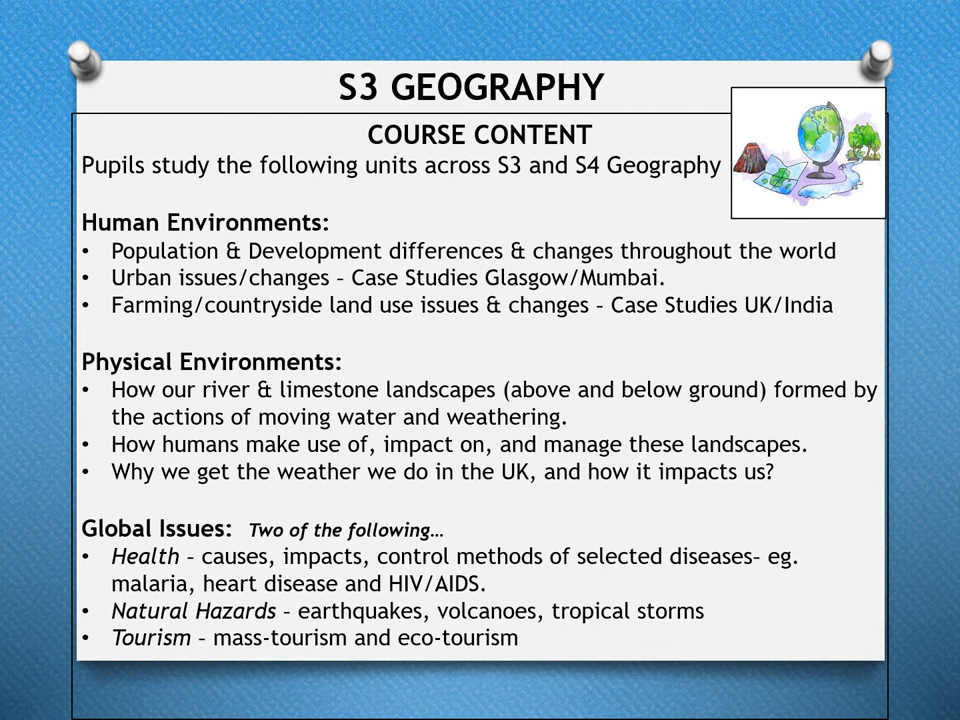 S3 GEOGRAPHY
COURSE CONTENT
Pupils study the following units across S3 and S4 Geography
Human Environments:
• Population & Development differences & changes throughout the world
• Urban issues/changes – Case Studies Glasgow/Mumbai.
• Farming/countryside land use issues & changes – Case Studies UK/India
Physical Environments:
• How our river & limestone landscapes (above and below ground) formed by
the actions of moving water and weathering.
• How humans make use of, impact on, and manage these landscapes.
• Why we get the weather we do in the UK, and how it impacts us?
Global Issues: Two of the following…
• Health – causes, impacts, control methods of selected diseases– eg.
malaria, heart disease and HIV/AIDS.
• Natural Hazards – earthquakes, volcanoes, tropical storms
• Tourism – mass-tourism and eco-tourism